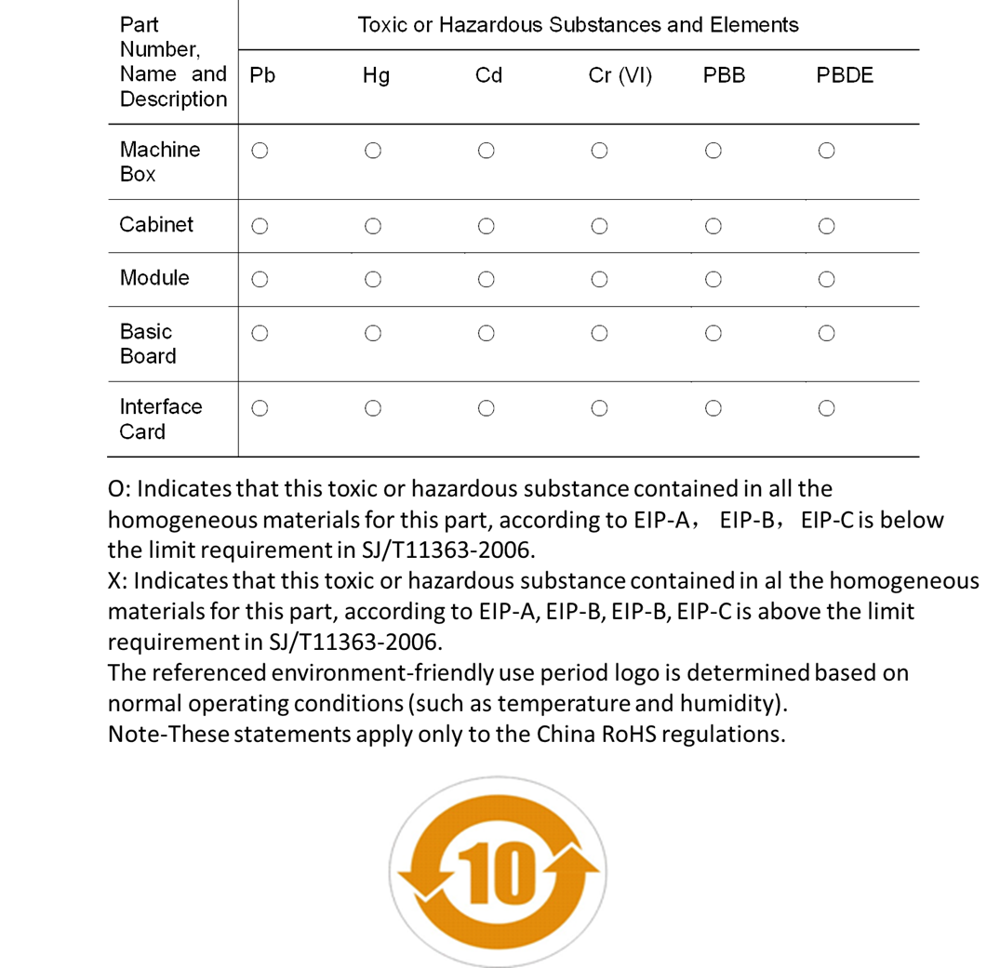 Part Number, Name and Description
Toxic or Hazardous Substances and Elements
Pb Hg Cd Cr (VI) PBB PBDE
Machine Box ○ ○ ○ ○ ○ ○
Cabinet ○ ○ ○ ○ ○ ○
Module ○ ○ ○ ○ ○ ○
Basic Board ○ ○ ○ ○ ○ ○
Interface Card ○ ○ ○ ○ ○ ○
O: Indicates that this toxic or hazardous substance contained in all the
homogeneous materials for this part, according to EIP-A， EIP-B，EIP-C is below
the limit requirement in SJ/T11363-2006.
X: Indicates that this toxic or hazardous substance contained in al the homogeneous
materials for this part, according to EIP-A, EIP-B, EIP-B, EIP-C is above the limit
requirement in SJ/T11363-2006.
The referenced environment-friendly use period logo is determined based on
normal operating conditions (such as temperature and humidity).
Note-These statements apply only to the China RoHS regulations.
10